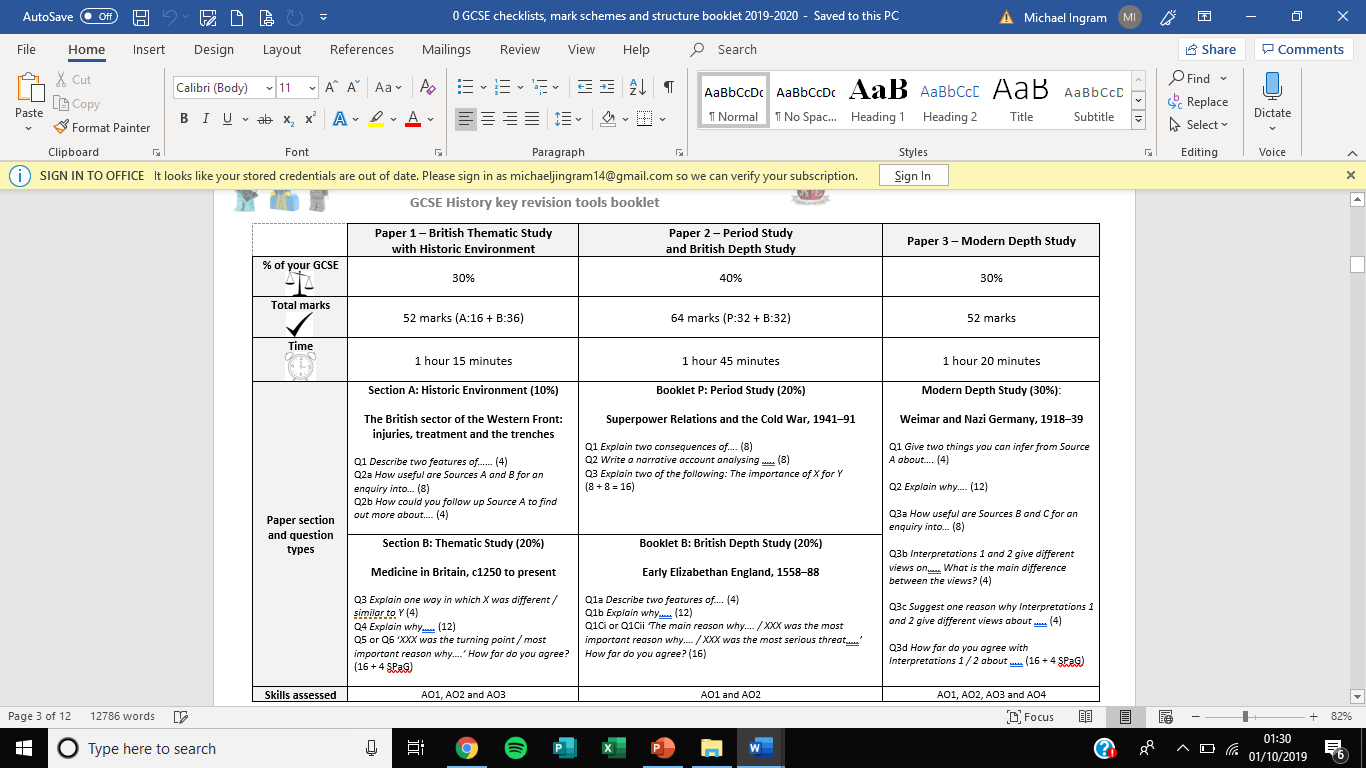 AutoSave Off 0 GCSE checklists, mark schemes and structure booklet 2019-2020 - Saved to this PC Michael Ingram MI
File Home Insert Design Layout References Mailings Review View Help Search Share Comments
Paste Cut Copy Format Painter
Calibri (Body) 11 A A Aa A
B I U ab x2 x2 A A
AaBbCcDc AaBbCcDc AaB AaBbCcD AaB AaBbCcD
¶ Normal ¶ No Spac... Heading 1 Heading 2 Title Subtitle
Find Replace Select Dictate
Clipboard Font Paragraph Styles Editing Voice
SIGN IN TO OFFICE It looks like your stored credentials are out of date. Please sign in as michaeljingram14@gmail.com so we can verify your subscription. Sign In
GCSE History key revision tools booklet
Paper 1 – British Thematic Study
with Historic Environment
Paper 2 – Period Study
and British Depth Study
Paper 3 – Modern Depth Study
% of your GCSE
30% 40% 30%
Total marks
52 marks (A:16 + B:36) 64 marks (P:32 + B:32) 52 marks
Time
1 hour 15 minutes 1 hour 45 minutes 1 hour 20 minutes
Paper section
and question
types
Section A: Historic Environment (10%)
The British sector of the Western Front:
injuries, treatment and the trenches
Q1 Describe two features of...... (4)
Q2a How useful are Sources A and B for an
enquiry into... (8)
Q2b How could you follow up Source A to find
out more about.... (4)
Booklet P: Period Study (20%)
Superpower Relations and the Cold War, 1941–91
Q1 Explain two consequences of.... (8)
Q2 Write a narrative account analysing ..... (8)
Q3 Explain two of the following: The importance of X for Y
(8 + 8 = 16)
Modern Depth Study (30%):
Weimar and Nazi Germany, 1918–39
Q1 Give two things you can infer from Source
A about.... (4)
Q2 Explain why.... (12)
Q3a How useful are Sources B and C for an
enquiry into... (8)
Q3b Interpretations 1 and 2 give different
views on..... What is the main difference
between the views? (4)
Q3c Suggest one reason why Interpretations 1
and 2 give different views about ..... (4)
Q3d How far do you agree with
Interpretations 1 / 2 about ..... (16 + 4 SPaG)
Section B: Thematic Study (20%)
Medicine in Britain, c1250 to present
Q3 Explain one way in which X was different /
similar to Y (4)
Q4 Explain why..... (12)
Q5 or Q6 ‘XXX was the turning point / most
important reason why....’ How far do you agree?
(16 + 4 SPaG)
Booklet B: British Depth Study (20%)
Early Elizabethan England, 1558–88
Q1a Describe two features of.... (4)
Q1b Explain why..... (12)
Q1Ci or Q1Cii ‘The main reason why.... / XXX was the most
important reason why.... / XXX was the most serious threat.....’
How far do you agree? (16)
Skills assessed AO1, AO2 and AO3 AO1 and AO2 AO1, AO2, AO3 and AO4
Page 3 of 12 12786 words Focus 82%
Type here to search
01:30
01/10/2019
6